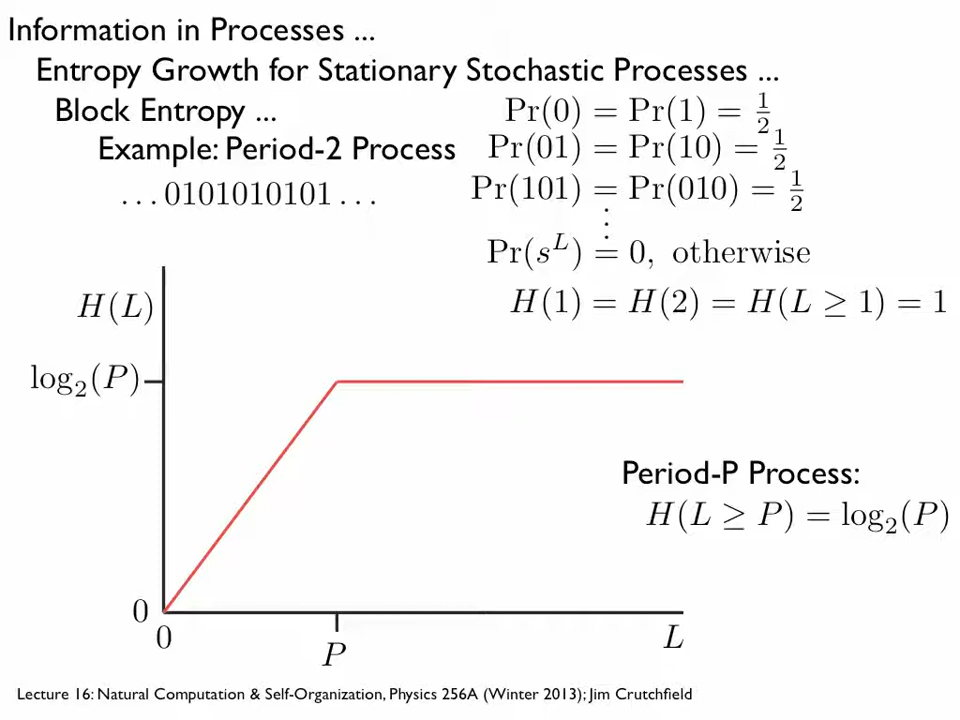 Information in Processes ...
Entropy Growth for Stationary Stochastic Processes ...
Block Entropy ...
Pr(0) = Pr(1) = 1/2
Example: Period-2 Process
Pr(01) = Pr(10) = 1/2
...0101010101...
Pr(101) = Pr(010) = 1/2
⋮
Pr(s^L) = 0, otherwise
H(1) = H(2) = H(L ≥ 1) = 1
H(L)
log₂(P)
Period-P Process:
H(L ≥ P) = log₂(P)
0
0
P
L
Lecture 16: Natural Computation & Self-Organization, Physics 256A (Winter 2013); Jim Crutchfield